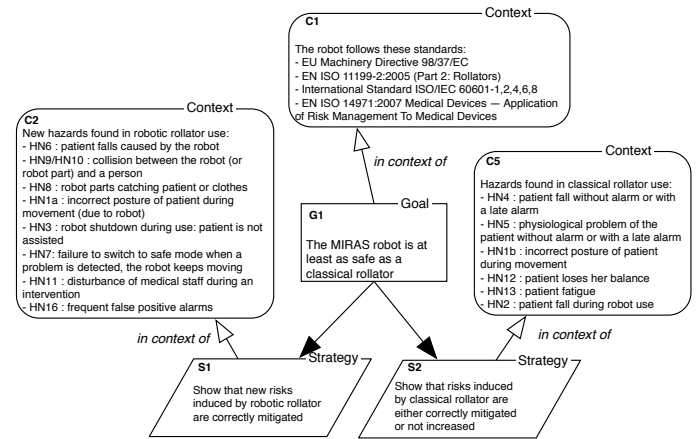 Context
C1
The robot follows these standards:
- EU Machinery Directive 98/37/EC
- EN ISO 11199-2:2005 (Part 2: Rollators)
- International Standard ISO/IEC 60601-1,2,4,6,8
- EN ISO 14971:2007 Medical Devices — Application
of Risk Management To Medical Devices
Context
C2
New hazards found in robotic rollator use:
- HN6 : patient falls caused by the robot
- HN9/HN10 : collision between the robot (or
robot part) and a person
- HN8 : robot parts catching patient or clothes
- HN1a : incorrect posture of patient during
movement (due to robot)
- HN3 : robot shutdown during use: patient is not
assisted
- HN7: failure to switch to safe mode when a
problem is detected, the robot keeps moving
- HN11 : disturbance of medical staff during an
intervention
- HN16 : frequent false positive alarms
in context of
Goal
G1
The MIRAS robot is at
least as safe as a
classical rollator
Context
C5
Hazards found in classical rollator use:
- HN4 : patient fall without alarm or with
a late alarm
- HN5 : physiological problem of the
patient without alarm or with a late alarm
- HN1b : incorrect posture of patient
during movement
- HN12 : patient loses her balance
- HN13 : patient fatigue
- HN2 : patient fall during robot use
in context of
in context of
Strategy
S1
Show that new risks
induced by robotic rollator
are correctly mitigated
Strategy
S2
Show that risks induced
by classical rollator are
either correctly mitigated
or not increased